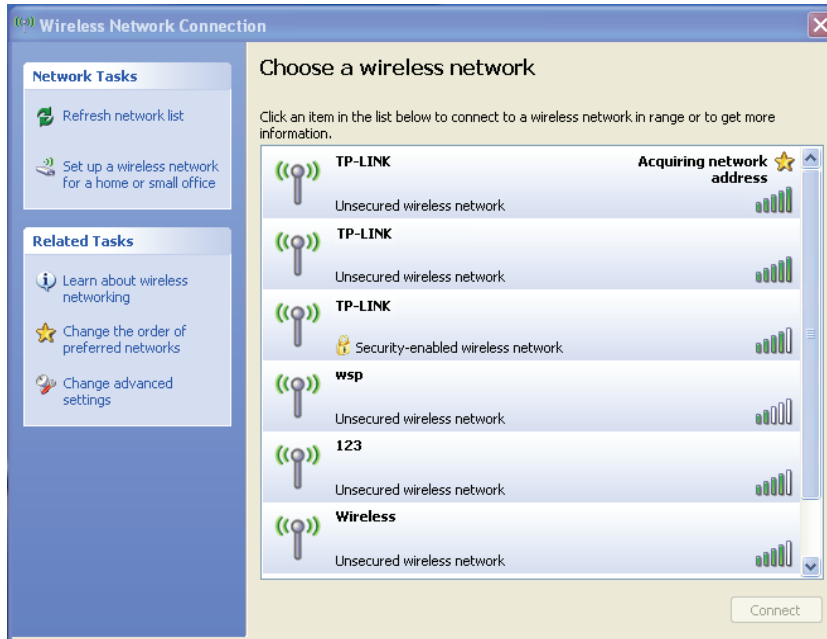 Wireless Network Connection
Network Tasks
Refresh network list
Set up a wireless network
for a home or small office
Related Tasks
Learn about wireless
networking
Change the order of
preferred networks
Change advanced
settings
Choose a wireless network
Click an item in the list below to connect to a wireless network in range or to get more
information.
TP-LINK
Acquiring network
address
Unsecured wireless network
TP-LINK
Unsecured wireless network
TP-LINK
Security-enabled wireless network
wsp
Unsecured wireless network
123
Unsecured wireless network
Wireless
Unsecured wireless network
Connect